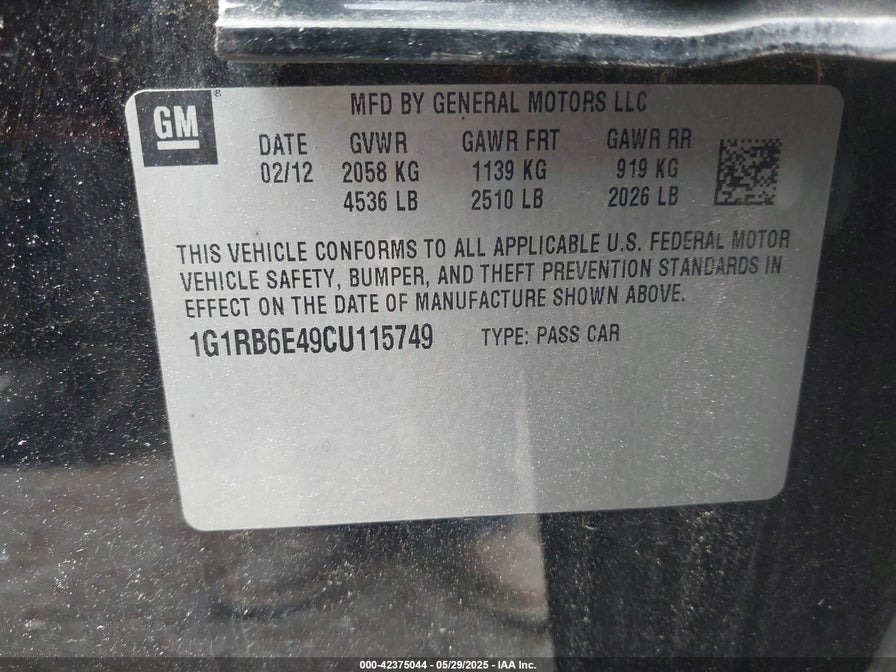 GM
MFD BY GENERAL MOTORS LLC
DATE GVWR GAWR FRT GAWR RR
02/12 2058 KG 1139 KG 919 KG
4536 LB 2510 LB 2026 LB
THIS VEHICLE CONFORMS TO ALL APPLICABLE U.S. FEDERAL MOTOR
VEHICLE SAFETY, BUMPER, AND THEFT PREVENTION STANDARDS IN
EFFECT ON THE DATE OF MANUFACTURE SHOWN ABOVE.
1G1RB6E49CU115749 TYPE: PASS CAR
000-42375044 - 05/29/2025 - IAA Inc.